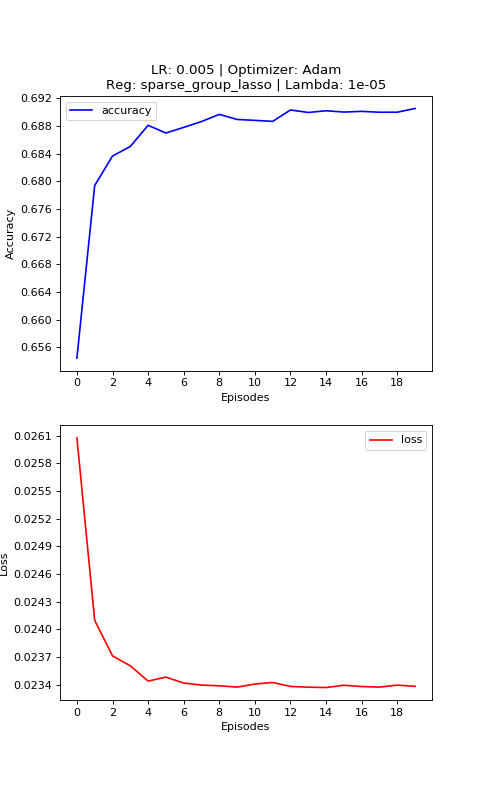 LR: 0.005 | Optimizer: Adam
Reg: sparse_group_lasso | Lambda: 1e-05
0.692
0.688
0.684
0.680
0.676
0.672
0.668
0.664
0.660
0.656
Accuracy
accuracy
0 2 4 6 8 10 12 14 16 18
Episodes
0.0261
0.0258
0.0255
0.0252
0.0249
0.0246
0.0243
0.0240
0.0237
0.0234
Loss
loss
0 2 4 6 8 10 12 14 16 18
Episodes